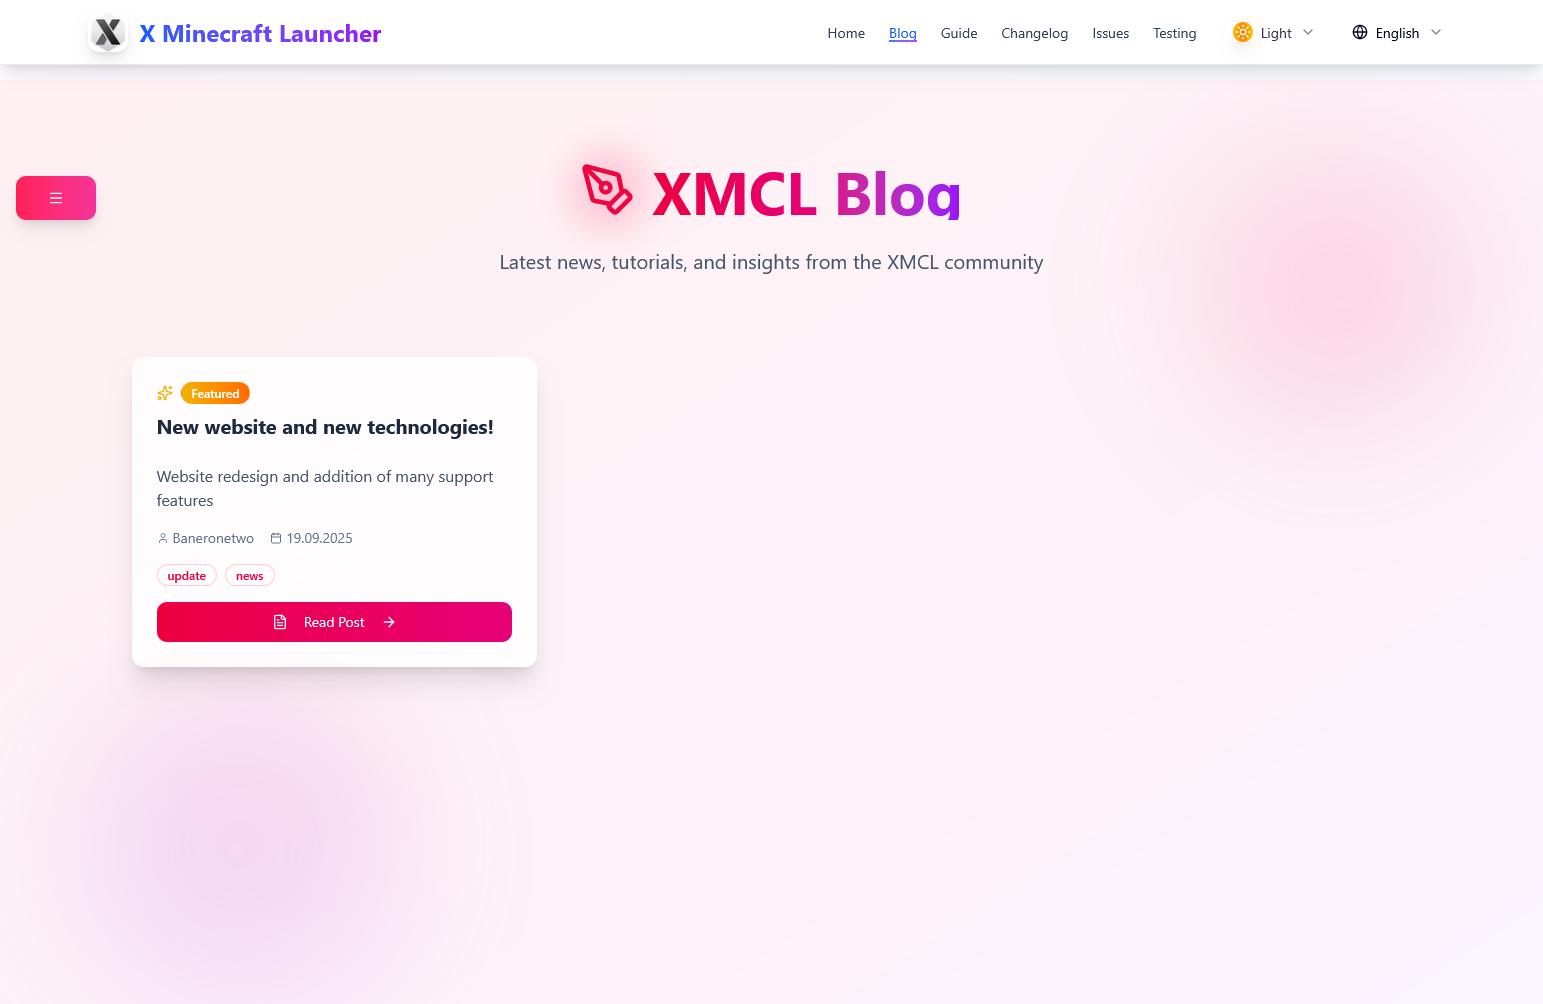 X Minecraft Launcher
Home Blog Guide Changelog Issues Testing Light English
XMCL Blog
Latest news, tutorials, and insights from the XMCL community
Featured
New website and new technologies!
Website redesign and addition of many support
features
Baneronetwo 19.09.2025
update news
Read Post